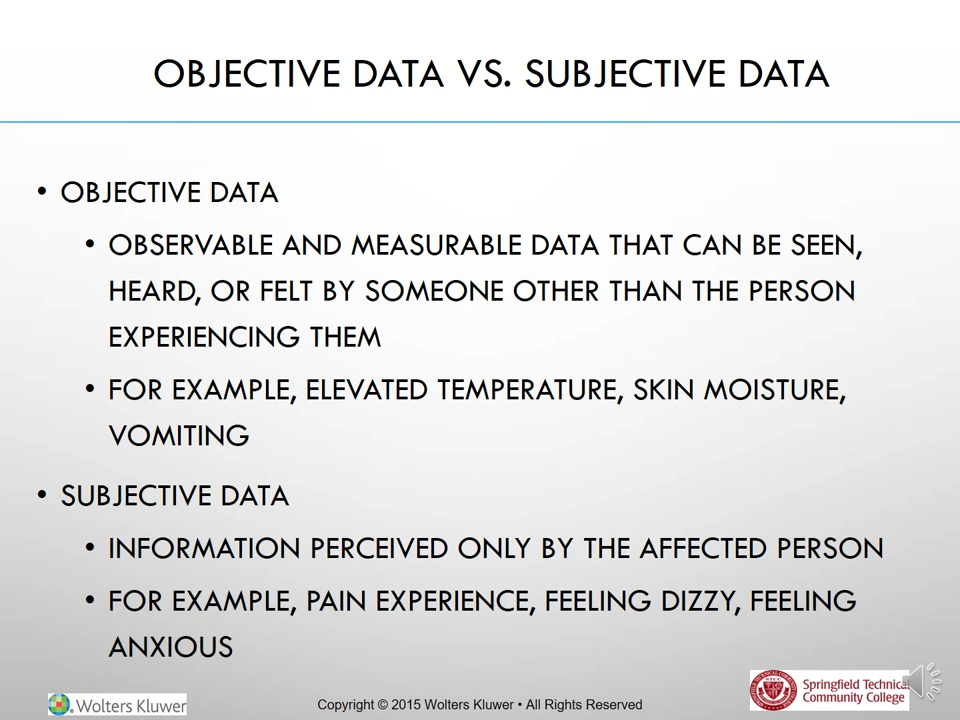 OBJECTIVE DATA VS. SUBJECTIVE DATA
• OBJECTIVE DATA
• OBSERVABLE AND MEASURABLE DATA THAT CAN BE SEEN,
HEARD, OR FELT BY SOMEONE OTHER THAN THE PERSON
EXPERIENCING THEM
• FOR EXAMPLE, ELEVATED TEMPERATURE, SKIN MOISTURE,
VOMITING
• SUBJECTIVE DATA
• INFORMATION PERCEIVED ONLY BY THE AFFECTED PERSON
• FOR EXAMPLE, PAIN EXPERIENCE, FEELING DIZZY, FEELING
ANXIOUS
Wolters Kluwer
Copyright © 2015 Wolters Kluwer • All Rights Reserved
Springfield Technical
Community College